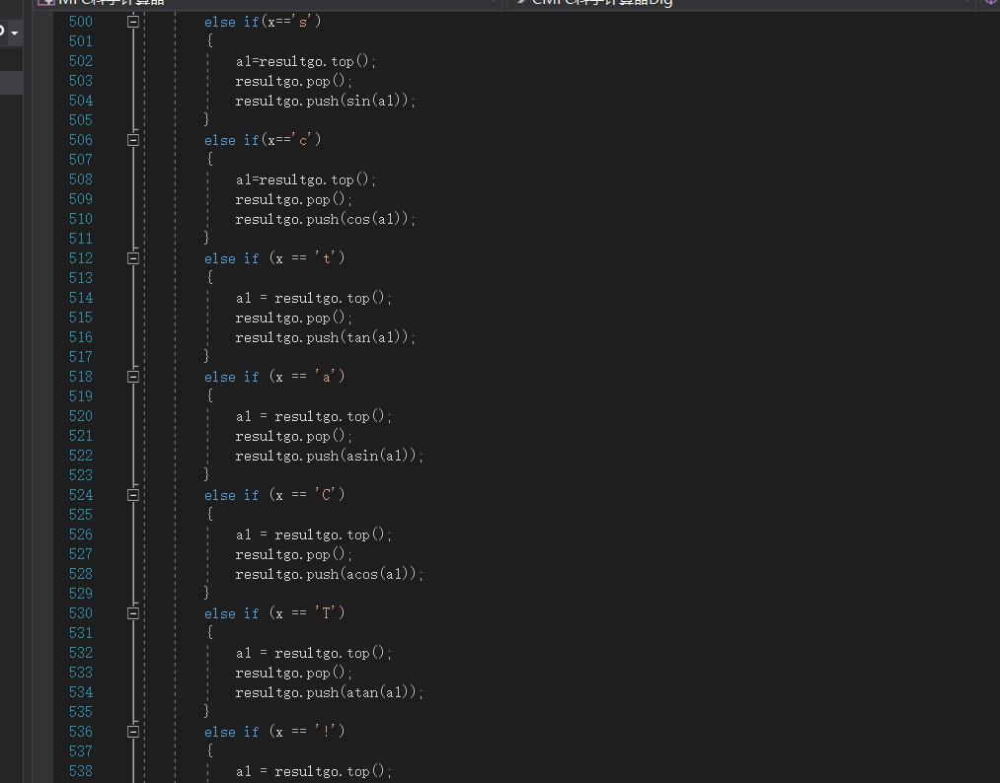 MFC科学计算器
CMFC科学计算器Dlg
500 else if(x=='s')
501 {
502 a1=resultgo.top();
503 resultgo.pop();
504 resultgo.push(sin(a1));
505 }
506 else if(x=='c')
507 {
508 a1=resultgo.top();
509 resultgo.pop();
510 resultgo.push(cos(a1));
511 }
512 else if (x == 't')
513 {
514 a1 = resultgo.top();
515 resultgo.pop();
516 resultgo.push(tan(a1));
517 }
518 else if (x == 'a')
519 {
520 a1 = resultgo.top();
521 resultgo.pop();
522 resultgo.push(asin(a1));
523 }
524 else if (x == 'C')
525 {
526 a1 = resultgo.top();
527 resultgo.pop();
528 resultgo.push(acos(a1));
529 }
530 else if (x == 'T')
531 {
532 a1 = resultgo.top();
533 resultgo.pop();
534 resultgo.push(atan(a1));
535 }
536 else if (x == '!')
537 {
538 a1 = resultgo.top();